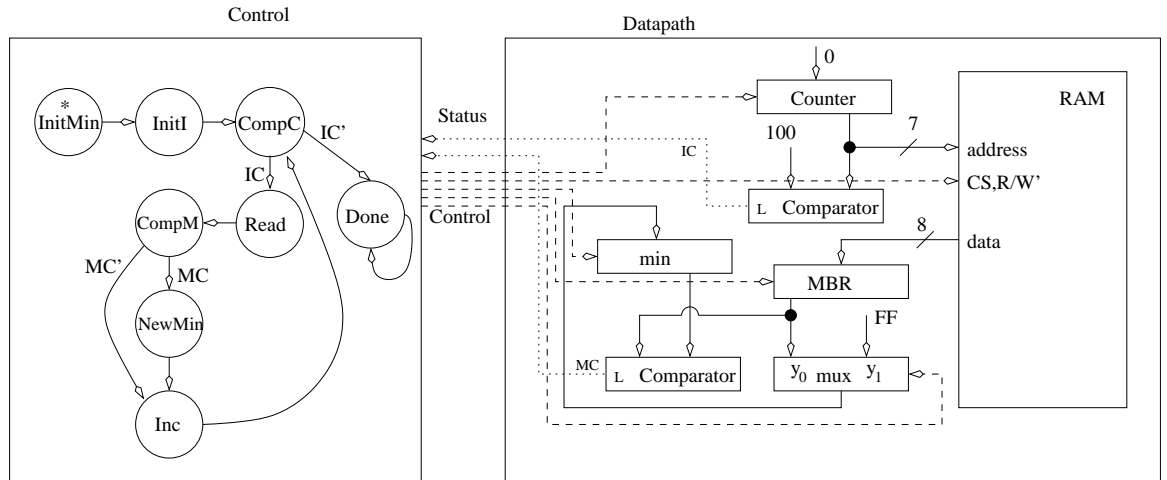 Control
Datapath
*
InitMin
InitI
CompC
IC'
IC
Read
CompM
Done
MC'
MC
NewMin
Inc
Status
Control
0
Counter
RAM
100
7
IC
address
CS,R/W'
L Comparator
8
data
min
MBR
FF
MC
L Comparator
y0 mux y1